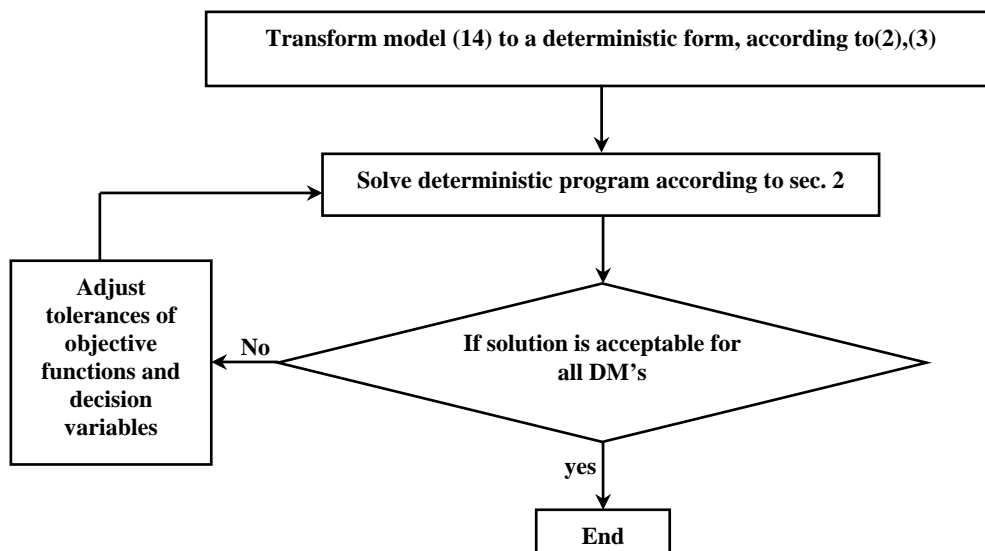 Transform model (14) to a deterministic form, according to(2),(3)
Solve deterministic program according to sec. 2
Adjust
tolerances of
objective
functions and
decision
variables
No
If solution is acceptable for
all DM’s
yes
End